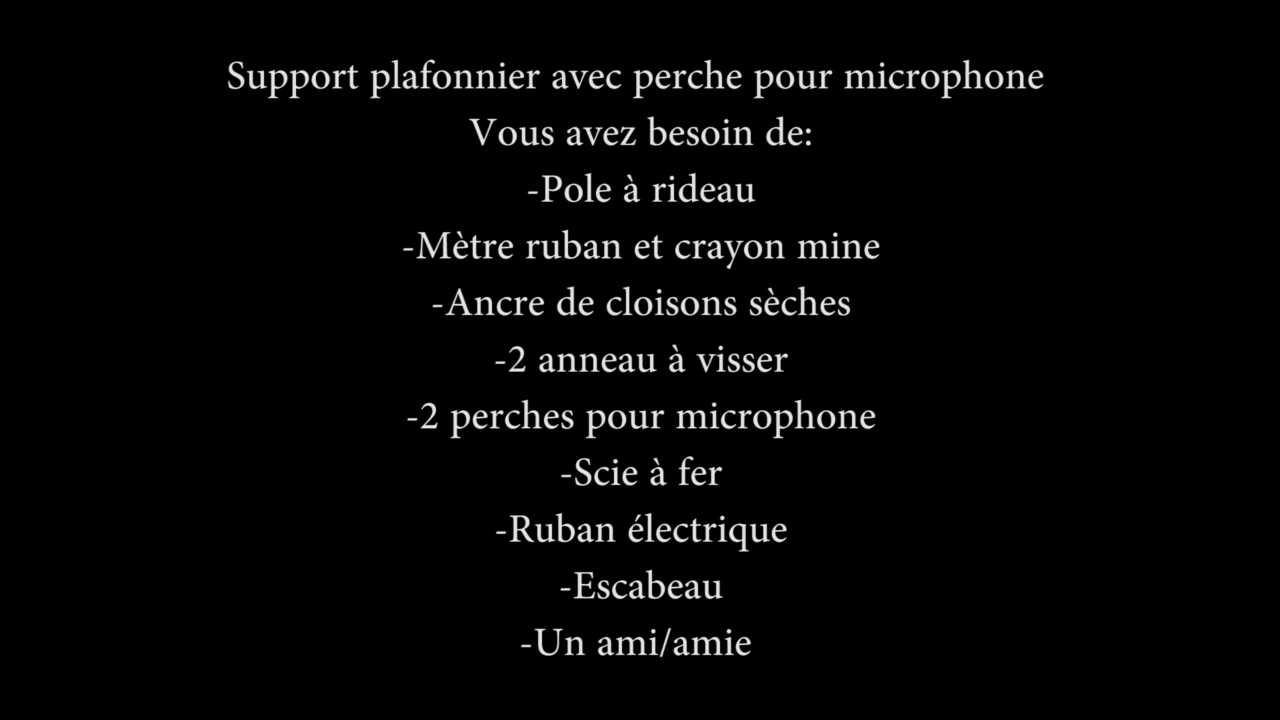 Support plafonnier avec perche pour microphone
Vous avez besoin de:
-Pole à rideau
-Mètre ruban et crayon mine
-Ancre de cloisons sèches
-2 anneau à visser
-2 perches pour microphone
-Scie à fer
-Ruban électrique
-Escabeau
-Un ami/amie